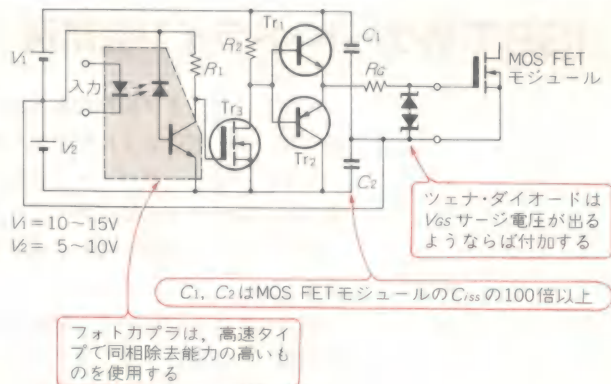 V₁
V₂
入力
R₁
R₂
Tr₁
Tr₂
Tr₃
C₁
C₂
R_G
MOS FET
モジュール
V₁=10~15V
V₂= 5~10V
ツェナ・ダイオードは
V_GSサージ電圧が出る
ようならば付加する
C₁, C₂はMOS FETモジュールのC_issの100倍以上
フォトカプラは，高速タイ
プで同相除去能力の高いも
のを使用する